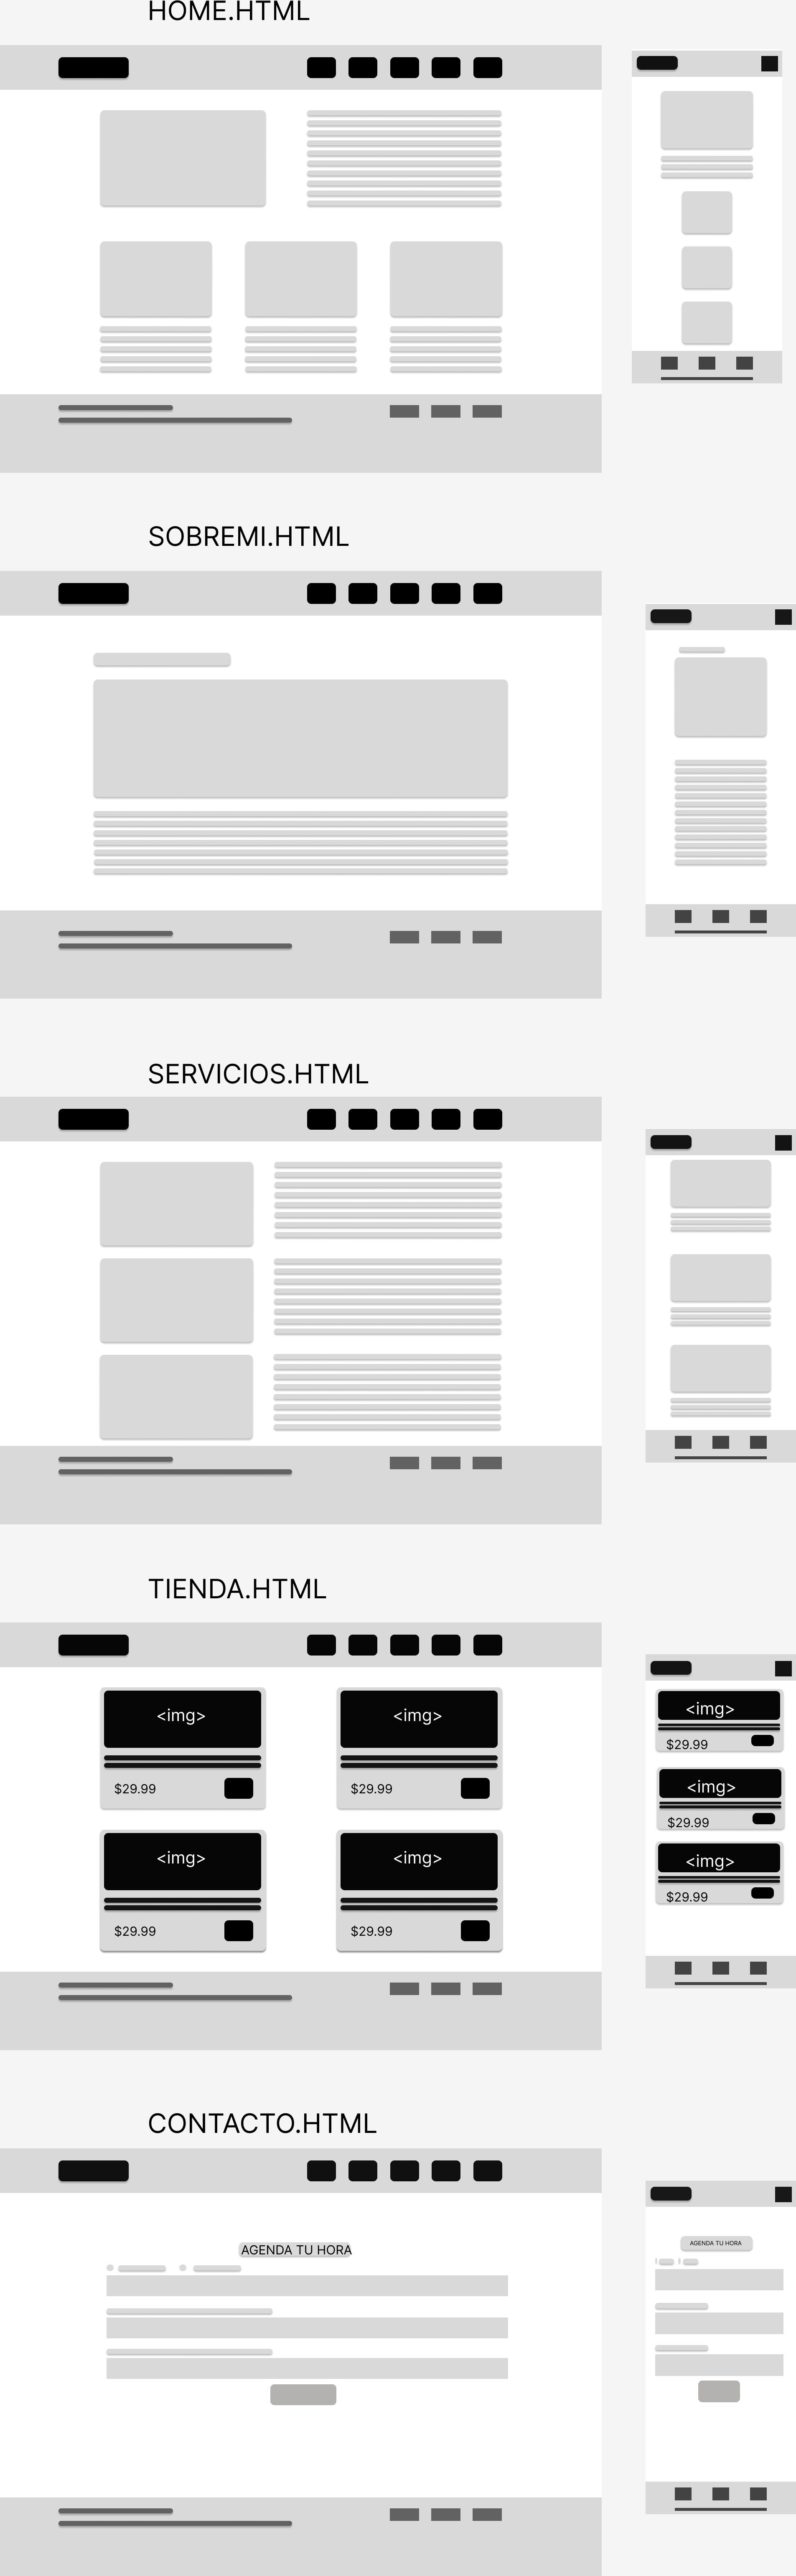 HOME.HTML
SOBREMI.HTML
SERVICIOS.HTML
TIENDA.HTML
<img>
<img>
$29.99
$29.99
<img>
<img>
$29.99
$29.99
<img>
$29.99
<img>
$29.99
<img>
$29.99
CONTACTO.HTML
AGENDA TU HORA
AGENDA TU HORA